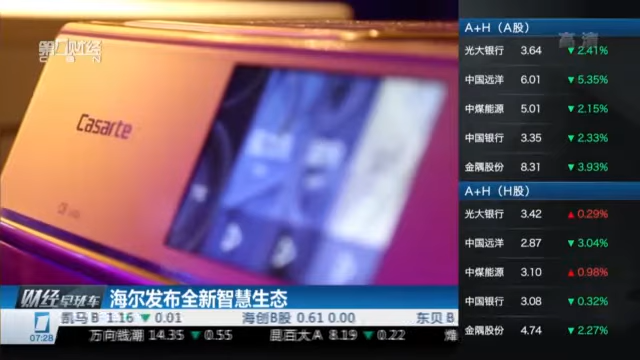 第一财经
高清
Casarte
A+H（A股）
光大银行 3.64 ▼2.41%
中国远洋 6.01 ▼5.35%
中煤能源 5.01 ▼2.15%
中国银行 3.35 ▼2.33%
金隅股份 8.31 ▼3.93%
A+H（H股）
光大银行 3.42 ▲0.29%
中国远洋 2.87 ▼3.04%
中煤能源 3.10 ▲0.98%
中国银行 3.08 ▼0.32%
金隅股份 4.74 ▼2.27%
财经早班车
海尔发布全新智慧生态
凯马B 1.16 ▼0.01 海创B股 0.61 0.00 东贝B
07:28
万向线潮 14.35 ▼0.55 昆百大A 8.19 ▼0.22